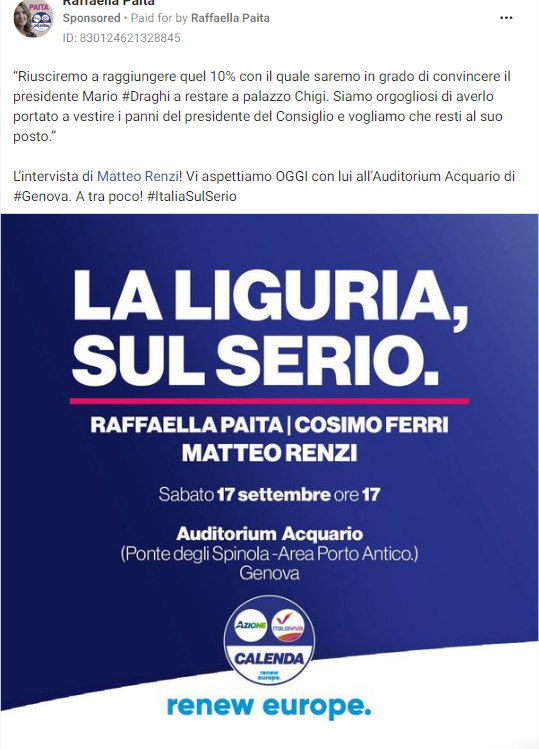 Raffaella Paita
Sponsored • Paid for by Raffaella Paita
ID: 830124621328845
“Riusciremo a raggiungere quel 10% con il quale saremo in grado di convincere il
presidente Mario #Draghi a restare a palazzo Chigi. Siamo orgogliosi di averlo
portato a vestire i panni del presidente del Consiglio e vogliamo che resti al suo
posto.”
L’intervista di Matteo Renzi! Vi aspettiamo OGGI con lui all’Auditorium Acquario di
#Genova. A tra poco! #ItaliaSulSerio
LA LIGURIA,
SUL SERIO.
RAFFAELLA PAITA | COSIMO FERRI
MATTEO RENZI
Sabato 17 settembre ore 17
Auditorium Acquario
(Ponte degli Spinola -Area Porto Antico.)
Genova
AZIONE ITALIAVIVA
CALENDA
renew
europe.
renew europe.
PAITA